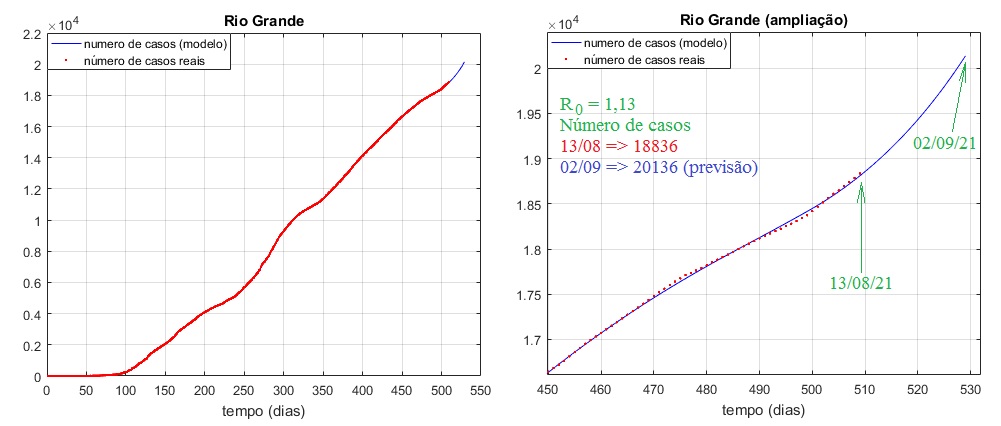 Rio Grande
×10⁴
2.2
2
1.8
1.6
1.4
1.2
1
0.8
0.6
0.4
0.2
0
0 50 100 150 200 250 300 350 400 450 500 550
tempo (dias)
numero de casos (modelo)
número de casos reais
Rio Grande (ampliação)
×10⁴
numero de casos (modelo)
número de casos reais
2
1.95
1.9
1.85
1.8
1.75
1.7
R0 = 1,13
Número de casos
13/08 => 18836
02/09 => 20136 (previsão)
02/09/21
13/08/21
450 460 470 480 490 500 510 520 530
tempo (dias)